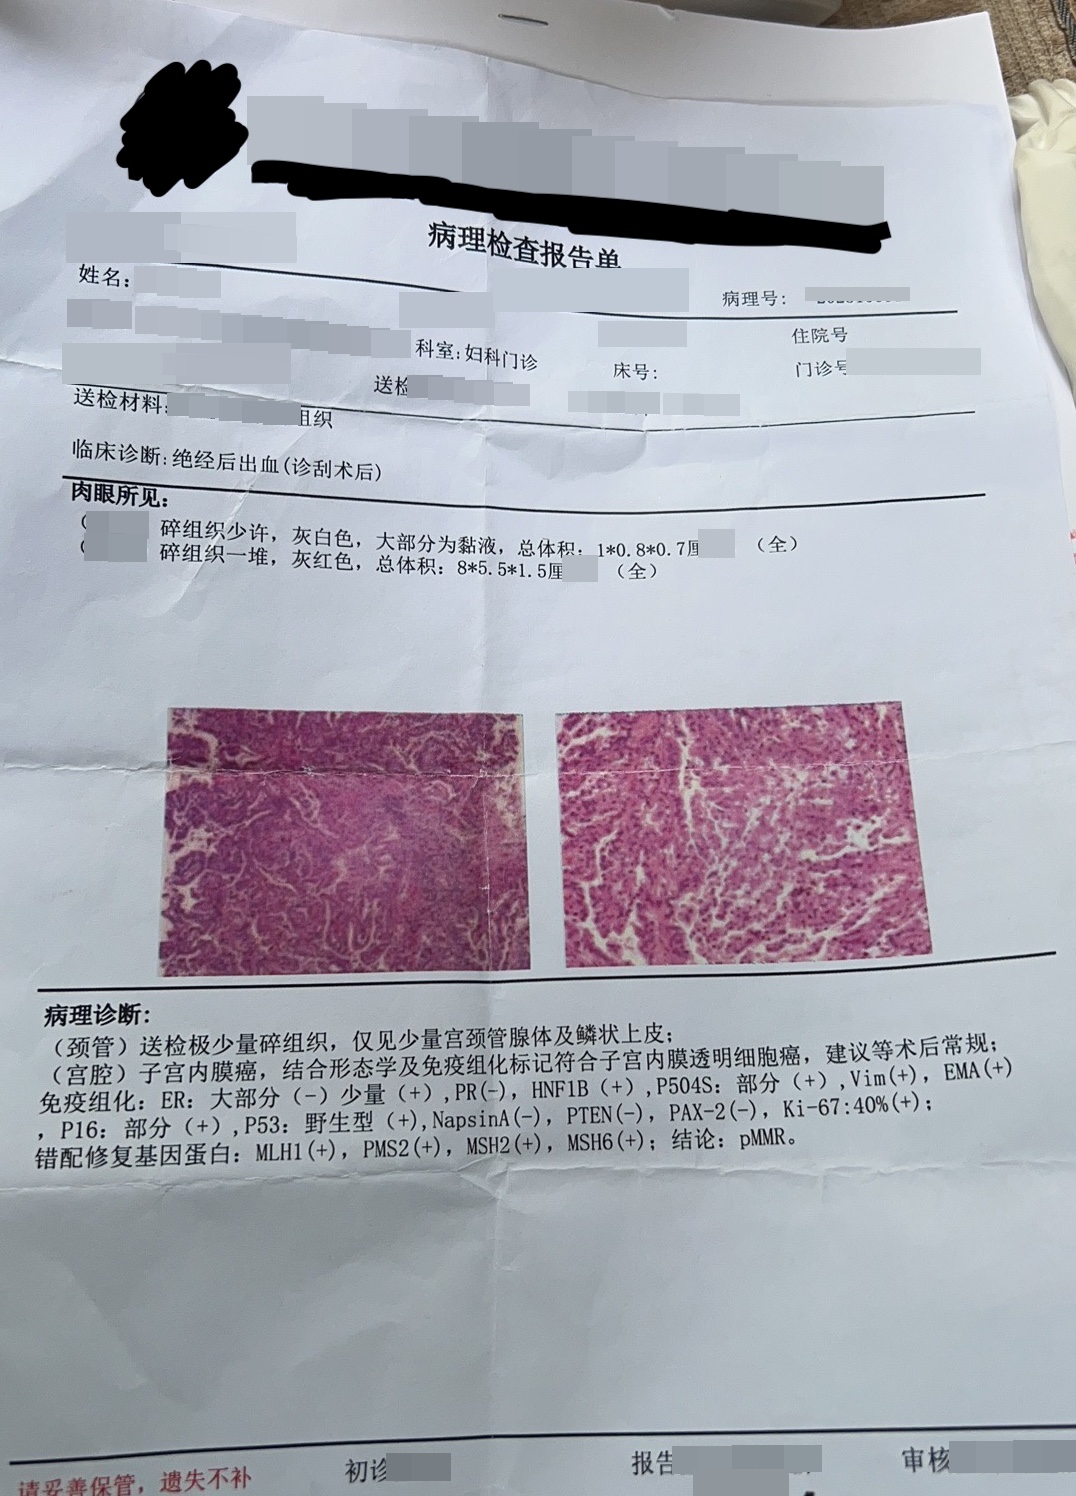 病理检查报告单
姓名:
病理号:
住院号
科室:妇科门诊
床号:
门诊号
送检
送检材料:
组织
临床诊断:绝经后出血(诊刮术后)
肉眼所见:
碎组织少许，灰白色，大部分为黏液，总体积: 1*0.8*0.7厘 （全）
碎组织一堆，灰红色，总体积: 8*5.5*1.5厘 （全）
病理诊断:
（颈管）送检极少量碎组织，仅见少量宫颈管腺体及鳞状上皮;
（宫腔）子宫内膜癌，结合形态学及免疫组化标记符合子宫内膜透明细胞癌，建议等术后常规;
免疫组化: ER: 大部分（-）少量（+）,PR(-), HNF1B（+）,P504S: 部分（+）,Vim(+), EMA(+)
, P16: 部分（+）,P53: 野生型（+),NapsinA(-), PTEN(-), PAX-2(-), Ki-67:40%(+);
错配修复基因蛋白: MLH1(+), PMS2(+), MSH2(+), MSH6(+); 结论: pMMR。
请妥善保管, 遗失不补
初诊
报告
审核